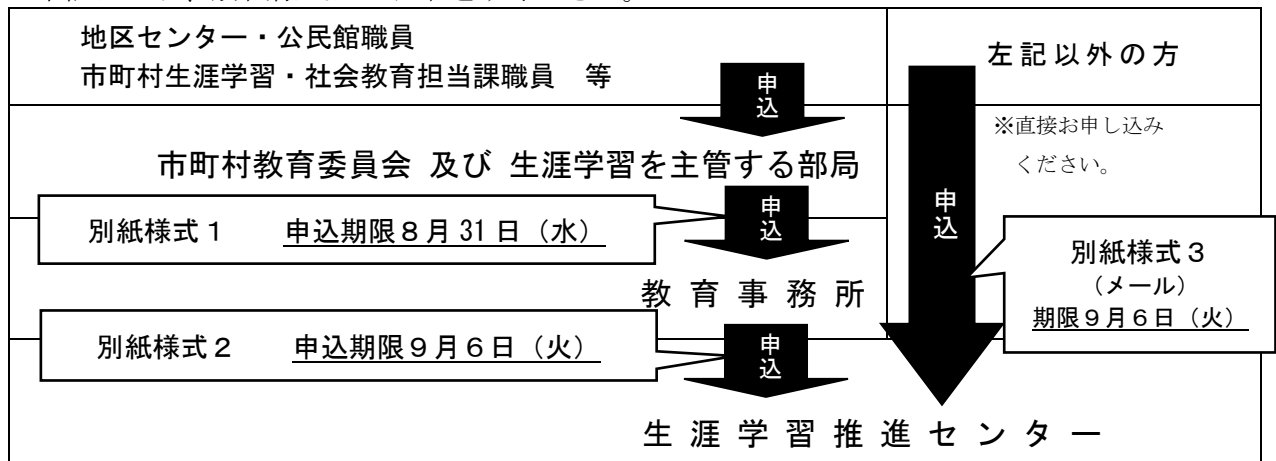 地区センター・公民館職員
市町村生涯学習・社会教育担当課職員　等
左記以外の方
申込
※直接お申し込み
ください。
市町村教育委員会 及び 生涯学習を主管する部局
申込
申込
別紙様式１　　申込期限８月 31 日（水）
別紙様式３
（メール）
期限９月６日（火）
教育事務所
別紙様式２　　申込期限９月６日（火）
申込
生涯学習推進センター